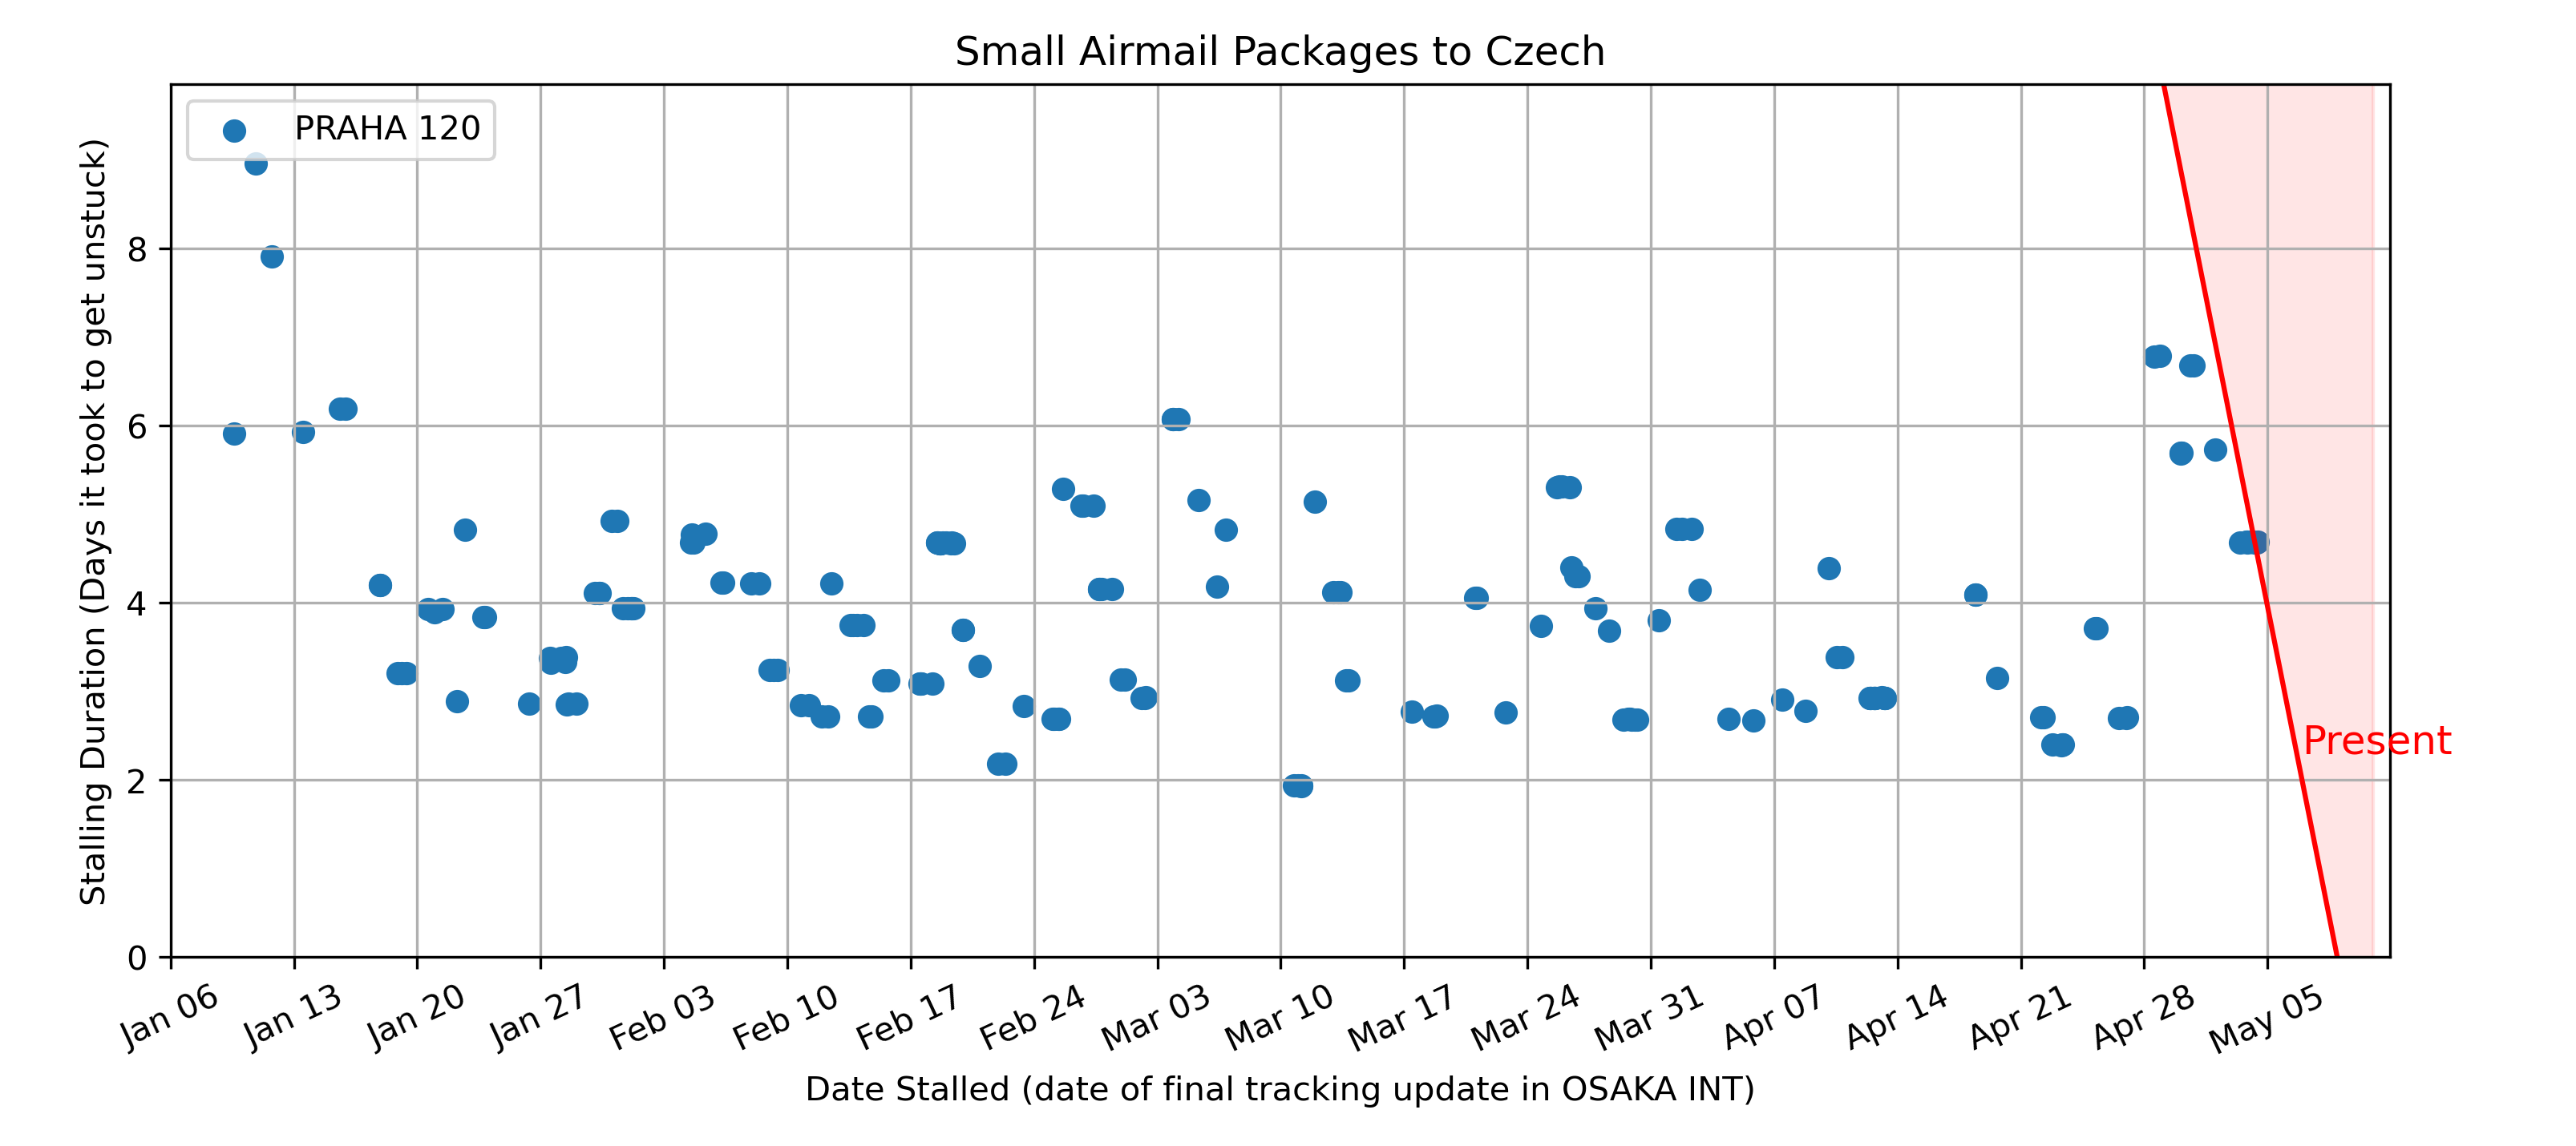 Small Airmail Packages to Czech
PRAHA 120
Stalling Duration (Days it took to get unstuck)
8
6
4
2
0
Present
Jan 06
Jan 13
Jan 20
Jan 27
Feb 03
Feb 10
Feb 17
Feb 24
Mar 03
Mar 10
Mar 17
Mar 24
Mar 31
Apr 07
Apr 14
Apr 21
Apr 28
May 05
Date Stalled (date of final tracking update in OSAKA INT)